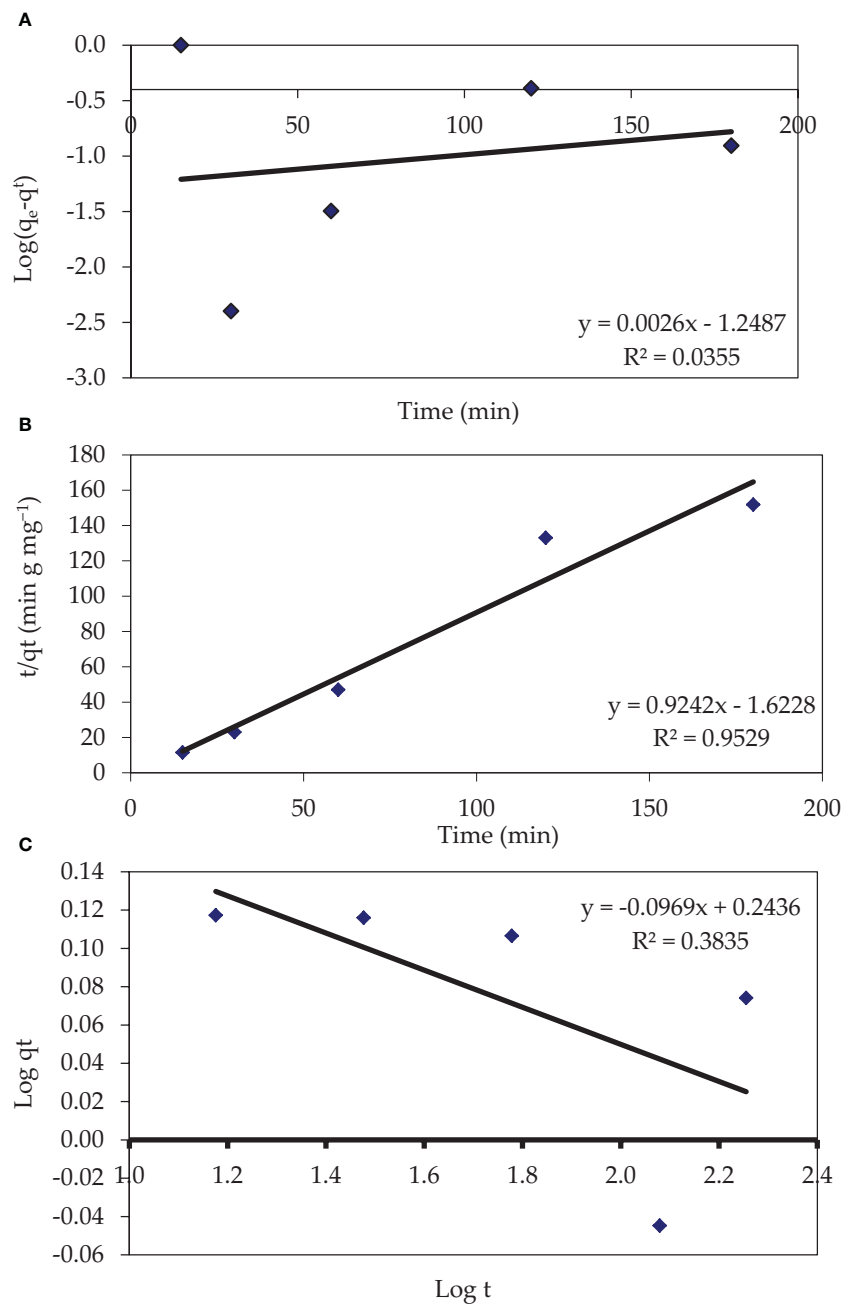 A
0.0
-0.5
-1.0
-1.5
-2.0
-2.5
-3.0
0 50 100 150 200
Log(qₑ-qᵗ)
y = 0.0026x - 1.2487
R² = 0.0355
Time (min)
B
180
160
140
120
100
80
60
40
20
0
t/qt (min g mg⁻¹)
y = 0.9242x - 1.6228
R² = 0.9529
0 50 100 150 200
Time (min)
C
0.14
0.12
0.10
0.08
0.06
0.04
0.02
0.00
-0.02
-0.04
-0.06
Log qt
y = -0.0969x + 0.2436
R² = 0.3835
1.0 1.2 1.4 1.6 1.8 2.0 2.2 2.4
Log t